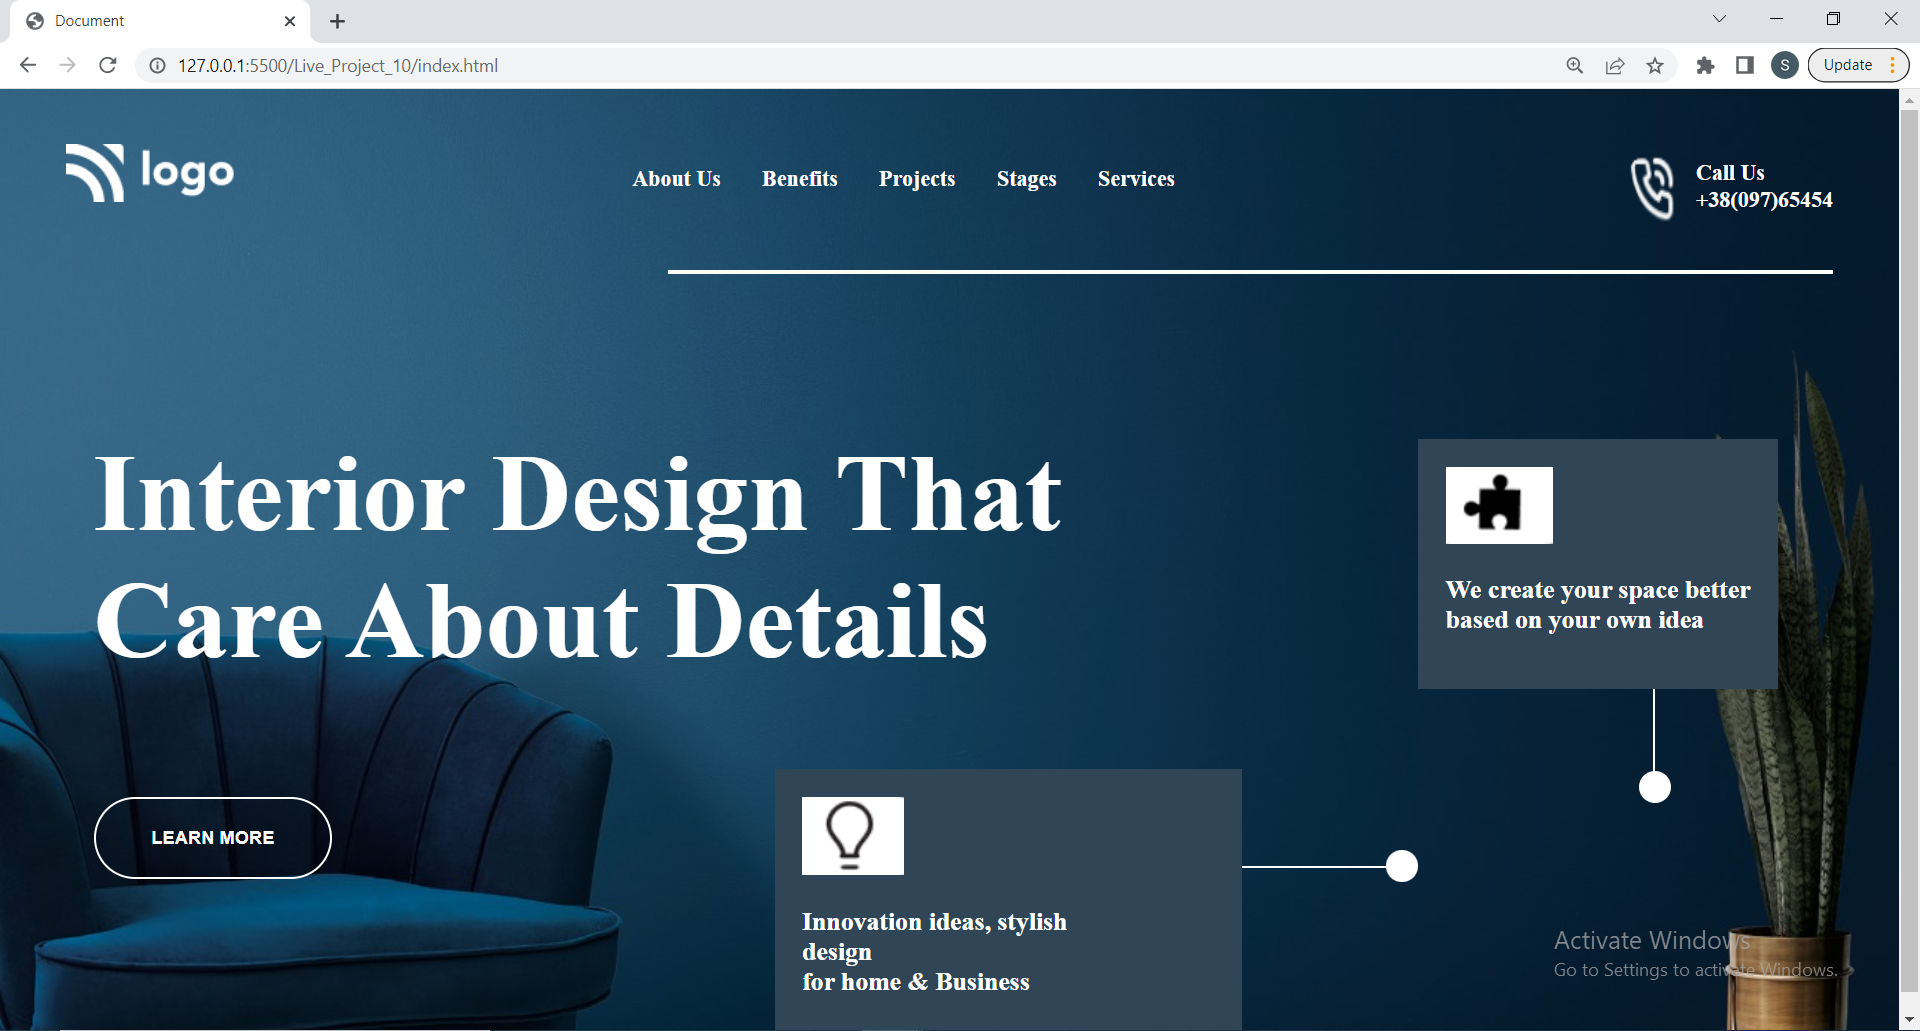 Document
127.0.0.1:5500/Live_Project_10/index.html
S
Update
logo
About Us
Benefits
Projects
Stages
Services
Call Us
+38(097)65454
Interior Design That
Care About Details
We create your space better
based on your own idea
LEARN MORE
Innovation ideas, stylish
design
for home & Business
Activate Windows
Go to Settings to activate Windows.